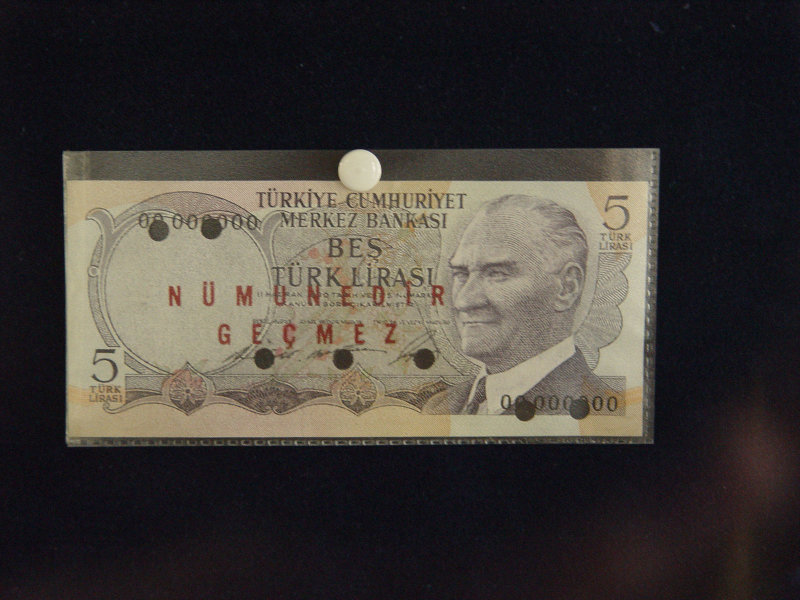 TÜRKİYE CUMHURİYET
MERKEZ BANKASI
00 000000
5
TÜRK
LİRASI
BEŞ
TÜRK LİRASI
NÜMUNEDİR
GEÇMEZ
5
TÜRK
LİRASI
00 000000